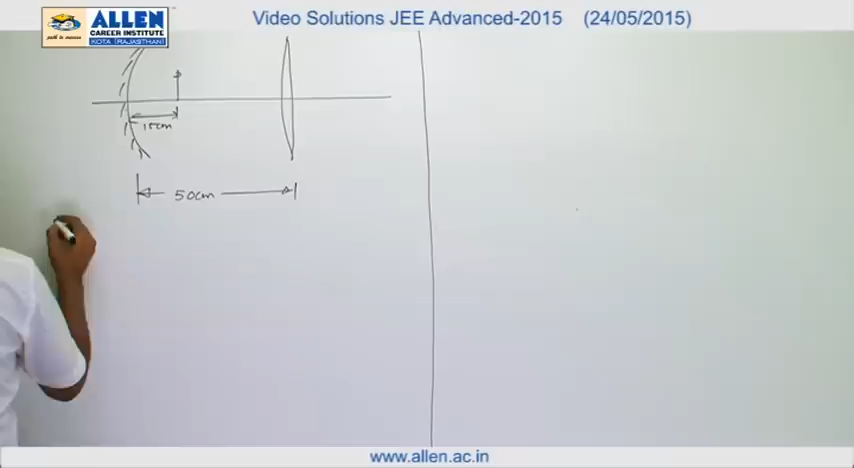 ALLEN
CAREER INSTITUTE
KOTA (RAJASTHAN)
path to success
Video Solutions JEE Advanced-2015 (24/05/2015)
15cm
50cm
www.allen.ac.in